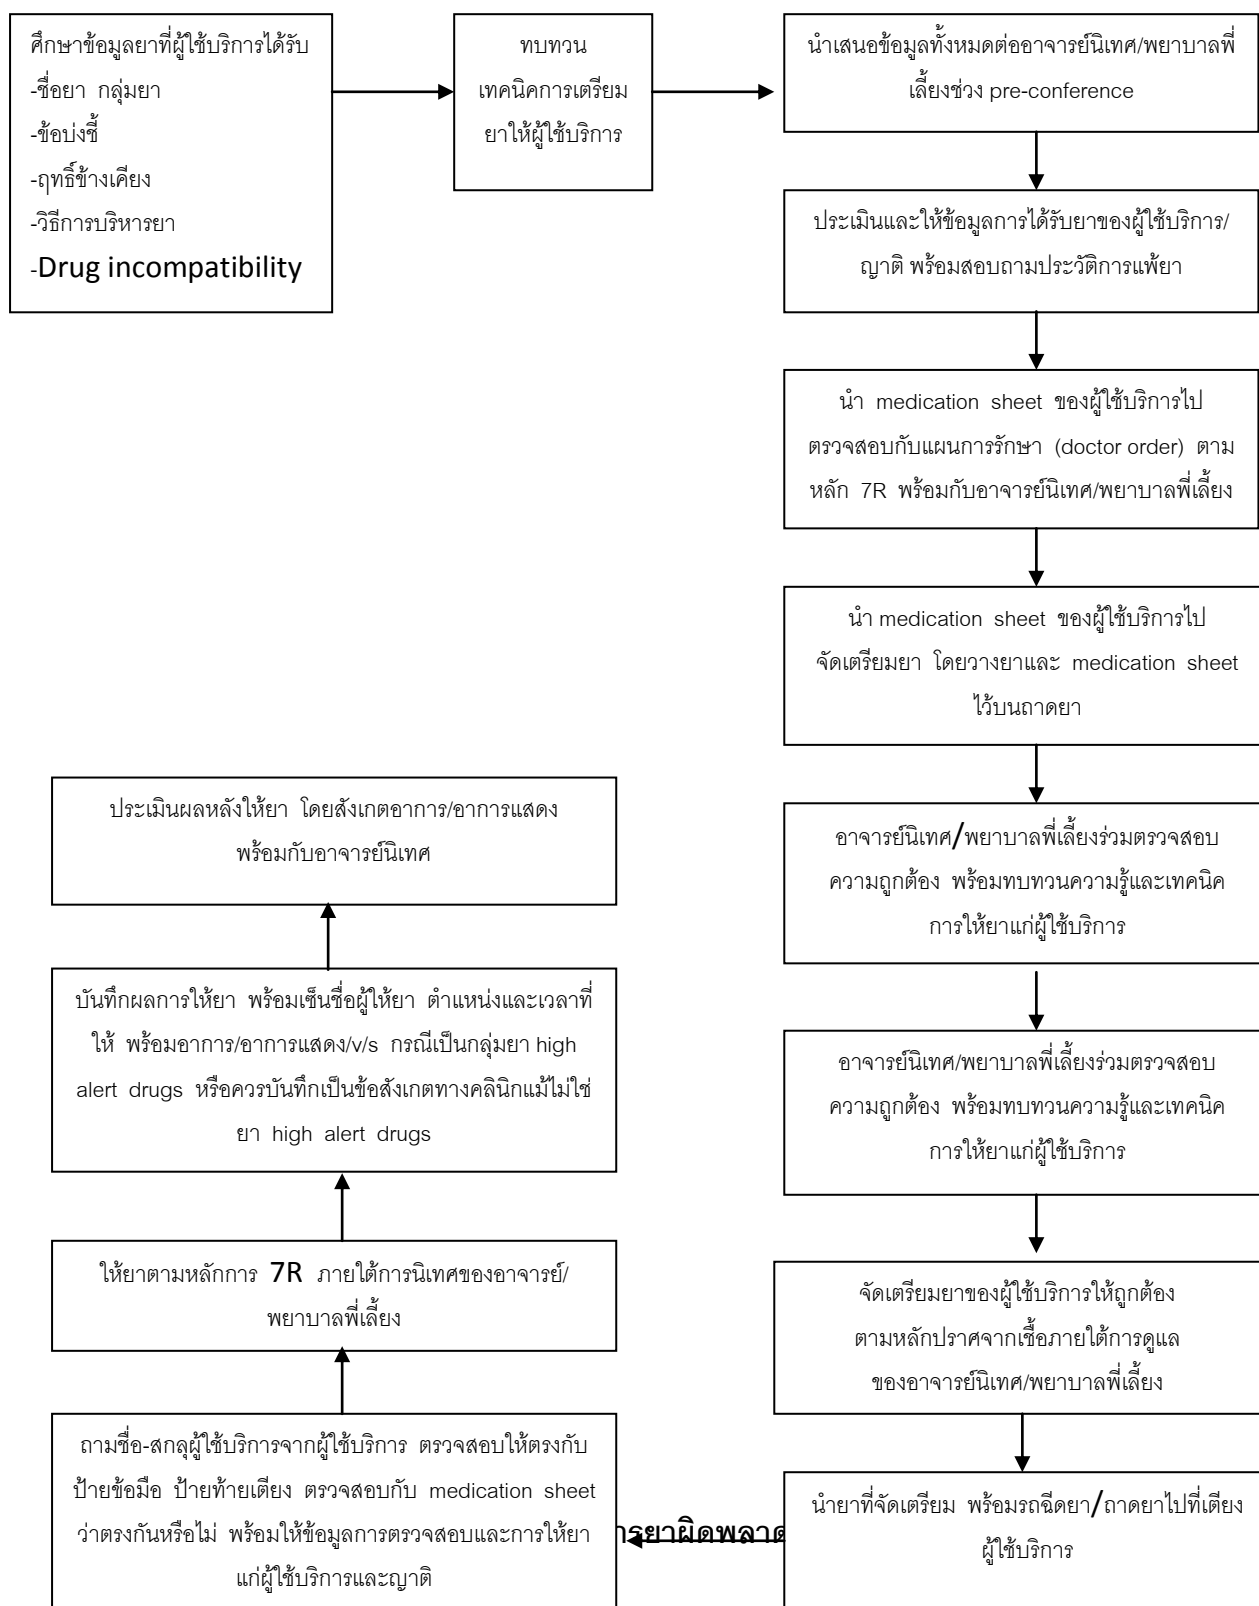 ศึกษาข้อมูลยาที่ผู้ใช้บริการได้รับ
-ชื่อยา กลุ่มยา
-ข้อบ่งชี้
-ฤทธิ์ข้างเคียง
-วิธีการบริหารยา
-Drug incompatibility
ทบทวน
เทคนิคการเตรียม
ยาให้ผู้ใช้บริการ
นำเสนอข้อมูลทั้งหมดต่ออาจารย์นิเทศ/พยาบาลพี่
เลี้ยงช่วง pre-conference
ประเมินและให้ข้อมูลการได้รับยาของผู้ใช้บริการ/
ญาติ พร้อมสอบถามประวัติการแพ้ยา
นำ medication sheet ของผู้ใช้บริการไป
ตรวจสอบกับแผนการรักษา (doctor order) ตาม
หลัก 7R พร้อมกับอาจารย์นิเทศ/พยาบาลพี่เลี้ยง
นำ medication sheet ของผู้ใช้บริการไป
จัดเตรียมยา โดยวางยาและ medication sheet
ไว้บนถาดยา
อาจารย์นิเทศ/พยาบาลพี่เลี้ยงร่วมตรวจสอบ
ความถูกต้อง พร้อมทบทวนความรู้และเทคนิค
การให้ยาแก่ผู้ใช้บริการ
อาจารย์นิเทศ/พยาบาลพี่เลี้ยงร่วมตรวจสอบ
ความถูกต้อง พร้อมทบทวนความรู้และเทคนิค
การให้ยาแก่ผู้ใช้บริการ
จัดเตรียมยาของผู้ใช้บริการให้ถูกต้อง
ตามหลักปราศจากเชื้อภายใต้การดูแล
ของอาจารย์นิเทศ/พยาบาลพี่เลี้ยง
นำยาที่จัดเตรียม พร้อมรถฉีดยา/ถาดยาไปที่เตียง
ผู้ใช้บริการ
ารยาผิดพลาด
ถามชื่อ-สกลุผู้ใช้บริการจากผู้ใช้บริการ ตรวจสอบให้ตรงกับ
ป้ายข้อมือ ป้ายท้ายเตียง ตรวจสอบกับ medication sheet
ว่าตรงกันหรือไม่ พร้อมให้ข้อมูลการตรวจสอบและการให้ยา
แก่ผู้ใช้บริการและญาติ
ให้ยาตามหลักการ 7R ภายใต้การนิเทศของอาจารย์/
พยาบาลพี่เลี้ยง
บันทึกผลการให้ยา พร้อมเซ็นชื่อผู้ให้ยา ตำแหน่งและเวลาที่
ให้ พร้อมอาการ/อาการแสดง/v/s กรณีเป็นกลุ่มยา high
alert drugs หรือควรบันทึกเป็นข้อสังเกตทางคลินิกแม้ไม่ใช่
ยา high alert drugs
ประเมินผลหลังให้ยา โดยสังเกตอาการ/อาการแสดง
พร้อมกับอาจารย์นิเทศ